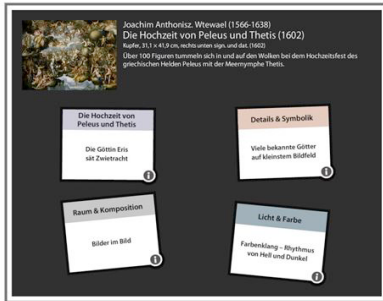 Joachim Anthonisz. Wtewael (1566-1638)
Die Hochzeit von Peleus und Thetis (1602)
Kupfer, 31,1 x 41,9 cm, rechts unten sign. und dat. (1602)
Über 100 Figuren tummeln sich in und auf den Wolken bei dem Hochzeitsfest des
griechischen Helden Peleus mit der Meernymphe Thetis.
Die Hochzeit von
Peleus und Thetis
Die Göttin Eris
sät Zwietracht
i
Details & Symbolik
Viele bekannte Götter
auf kleinstem Bildfeld
i
Raum & Komposition
Bilder im Bild
i
Licht & Farbe
Farbenklang – Rhythmus
von Hell und Dunkel
i